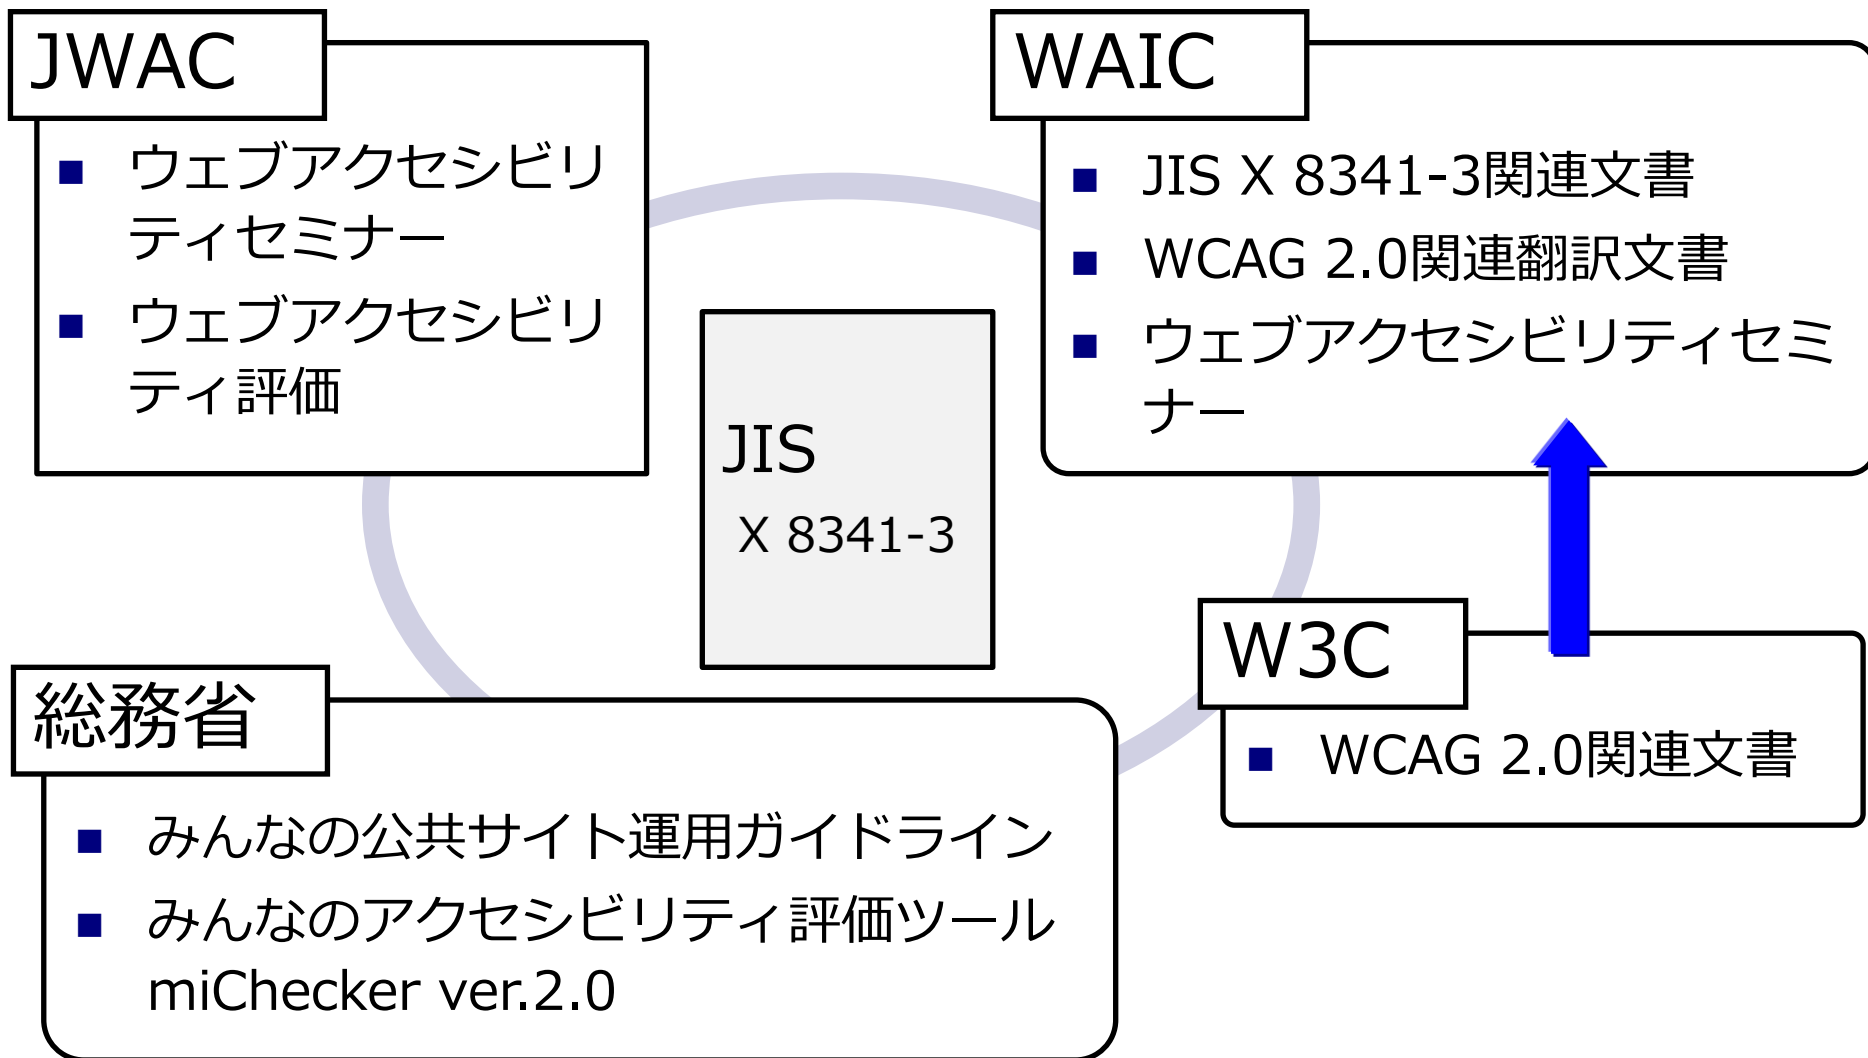 JWAC
ウェブアクセシビリ
ティセミナー
ウェブアクセシビリ
ティ評価
WAIC
JIS X 8341-3関連文書
WCAG 2.0関連翻訳文書
ウェブアクセシビリティセミ
ナー
JIS
X 8341-3
W3C
WCAG 2.0関連文書
総務省
みんなの公共サイト運用ガイドライン
みんなのアクセシビリティ評価ツール
miChecker ver.2.0